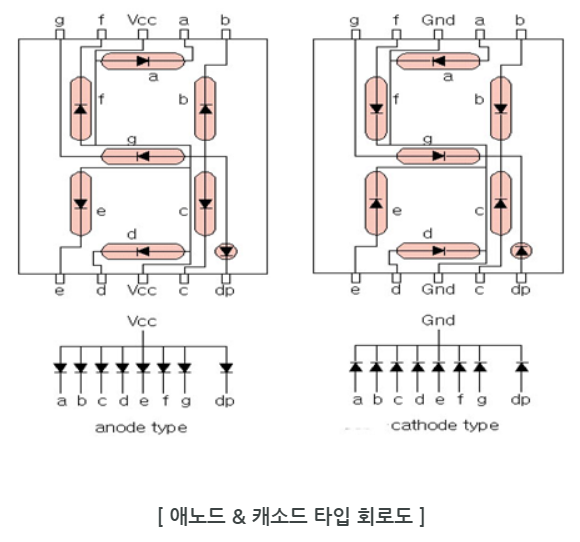 g f Vcc a b
g f Gnd a b
a
f b
g
e c
d
e d Vcc c dp
a
f b
g
e c
d
e d Gnd c dp
Vcc
a b c d e f g dp
anode type
Gnd
a b c d e f g dp
cathode type
[ 애노드 & 캐소드 타입 회로도 ]